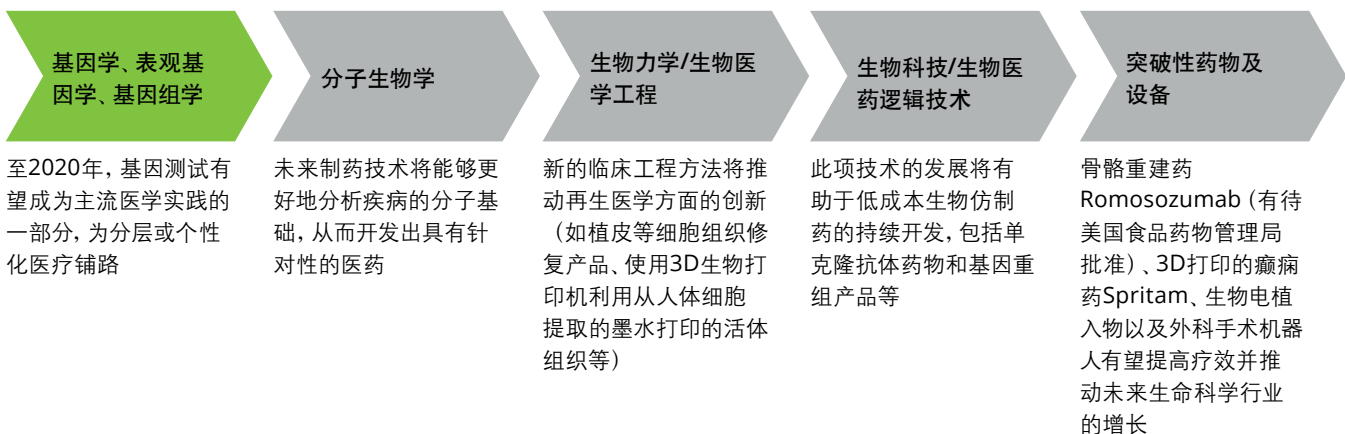 基因学、表观基
因学、基因组学
至2020年，基因测试有
望成为主流医学实践的
一部分，为分层或个性
化医疗铺路
分子生物学
未来制药技术将能够更
好地分析疾病的分子基
础，从而开发出具有针
对性的医药
生物力学/生物医
学工程
新的临床工程方法将推
动再生医学方面的创新
（如植皮等细胞组织修
复产品、使用3D生物打
印机利用从人体细胞
提取的墨水打印的活体
组织等）
生物科技/生物医
药逻辑技术
此项技术的发展将有
助于低成本生物仿制
药的持续开发，包括单
克隆抗体药物和基因重
组产品等
突破性药物及
设备
骨骼重建药
Romosozumab（有待
美国食品药物管理局
批准）、3D打印的癫痫
药Spritam、生物电植
入物以及外科手术机器
人有望提高疗效并推
动未来生命科学行业
的增长